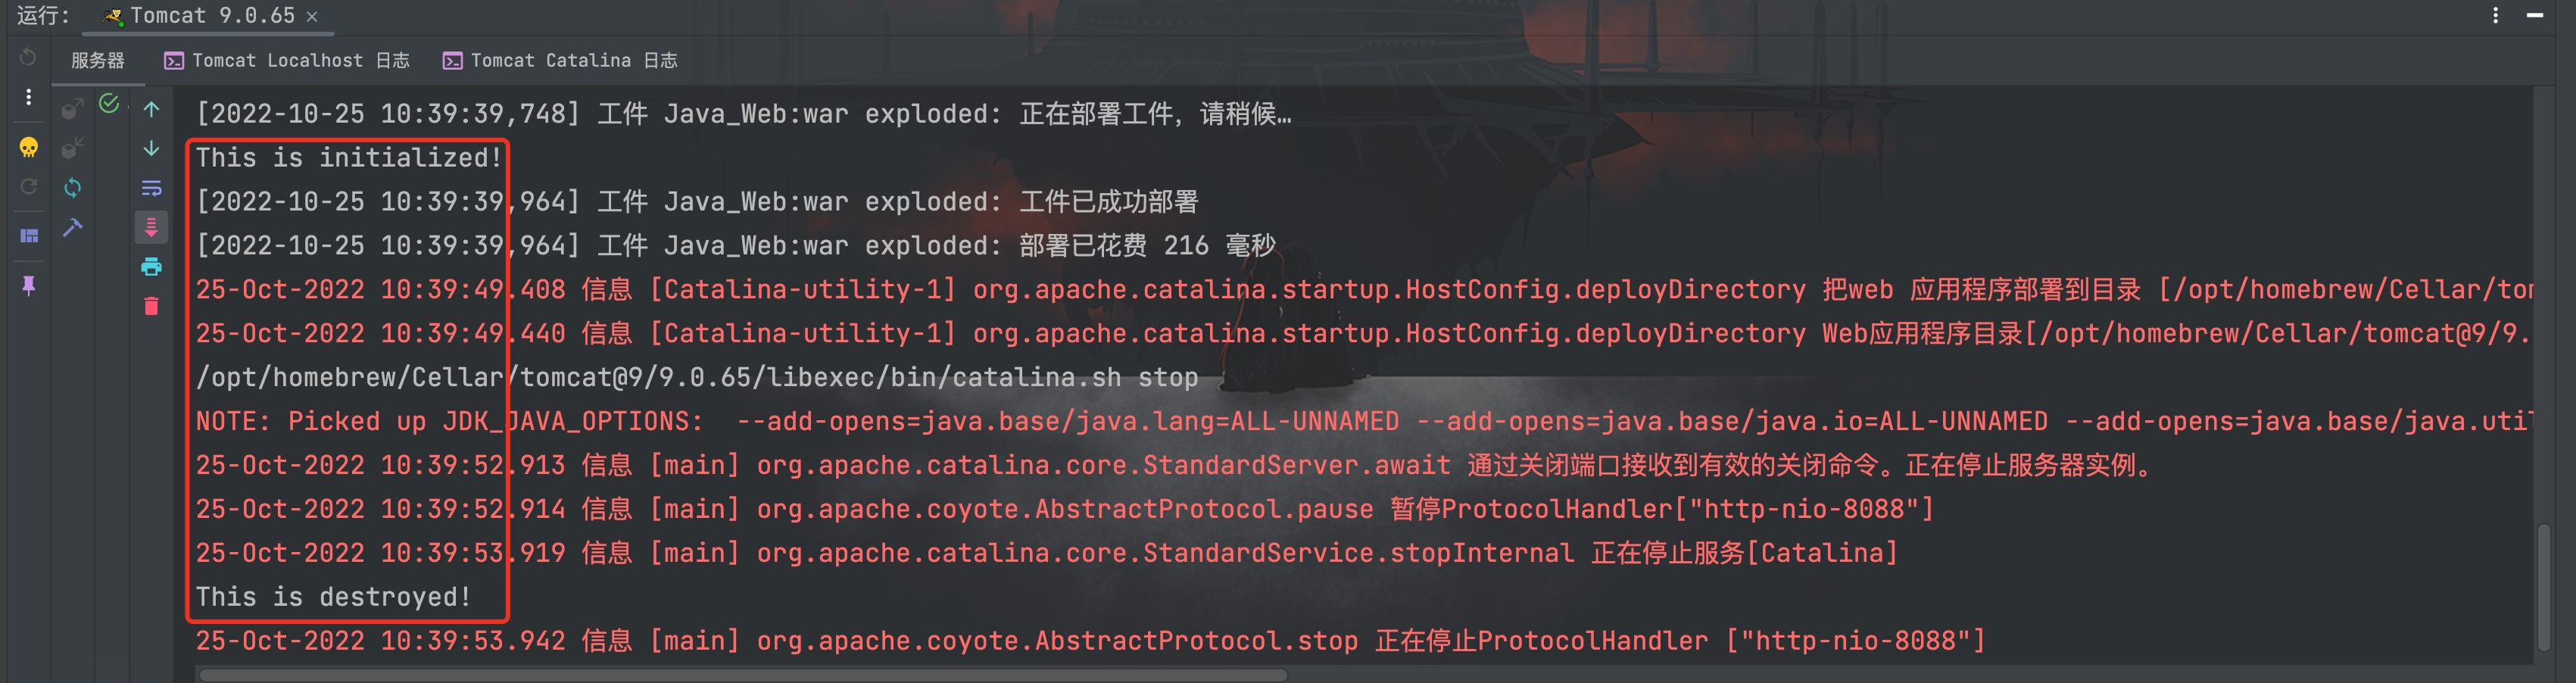 运行: Tomcat 9.0.65 ×
服务器 Tomcat Localhost 日志 Tomcat Catalina 日志
[2022-10-25 10:39:39,748] 工件 Java_Web:war exploded: 正在部署工件，请稍候…
This is initialized!
[2022-10-25 10:39:39,964] 工件 Java_Web:war exploded: 工件已成功部署
[2022-10-25 10:39:39,964] 工件 Java_Web:war exploded: 部署已花费 216 毫秒
25-Oct-2022 10:39:49.408 信息 [Catalina-utility-1] org.apache.catalina.startup.HostConfig.deployDirectory 把web 应用程序部署到目录 [/opt/homebrew/Cellar/tom
25-Oct-2022 10:39:49.440 信息 [Catalina-utility-1] org.apache.catalina.startup.HostConfig.deployDirectory Web应用程序目录[/opt/homebrew/Cellar/tomcat@9/9.
/opt/homebrew/Cellar/tomcat@9/9.0.65/libexec/bin/catalina.sh stop
NOTE: Picked up JDK_JAVA_OPTIONS:  --add-opens=java.base/java.lang=ALL-UNNAMED --add-opens=java.base/java.io=ALL-UNNAMED --add-opens=java.base/java.util
25-Oct-2022 10:39:52.913 信息 [main] org.apache.catalina.core.StandardServer.await 通过关闭端口接收到有效的关闭命令。正在停止服务器实例。
25-Oct-2022 10:39:52.914 信息 [main] org.apache.coyote.AbstractProtocol.pause 暂停ProtocolHandler["http-nio-8088"]
25-Oct-2022 10:39:53.919 信息 [main] org.apache.catalina.core.StandardService.stopInternal 正在停止服务[Catalina]
This is destroyed!
25-Oct-2022 10:39:53.942 信息 [main] org.apache.coyote.AbstractProtocol.stop 正在停止ProtocolHandler ["http-nio-8088"]